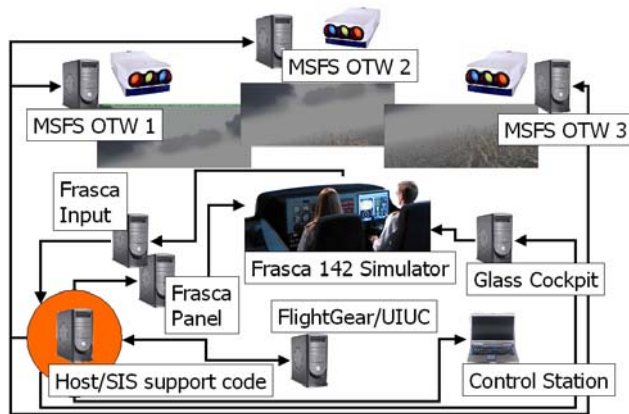 MSFS OTW 2
MSFS OTW 1
MSFS OTW 3
Frasca
Input
Frasca 142 Simulator
Glass Cockpit
Frasca
Panel
FlightGear/UIUC
Host/SIS support code
Control Station